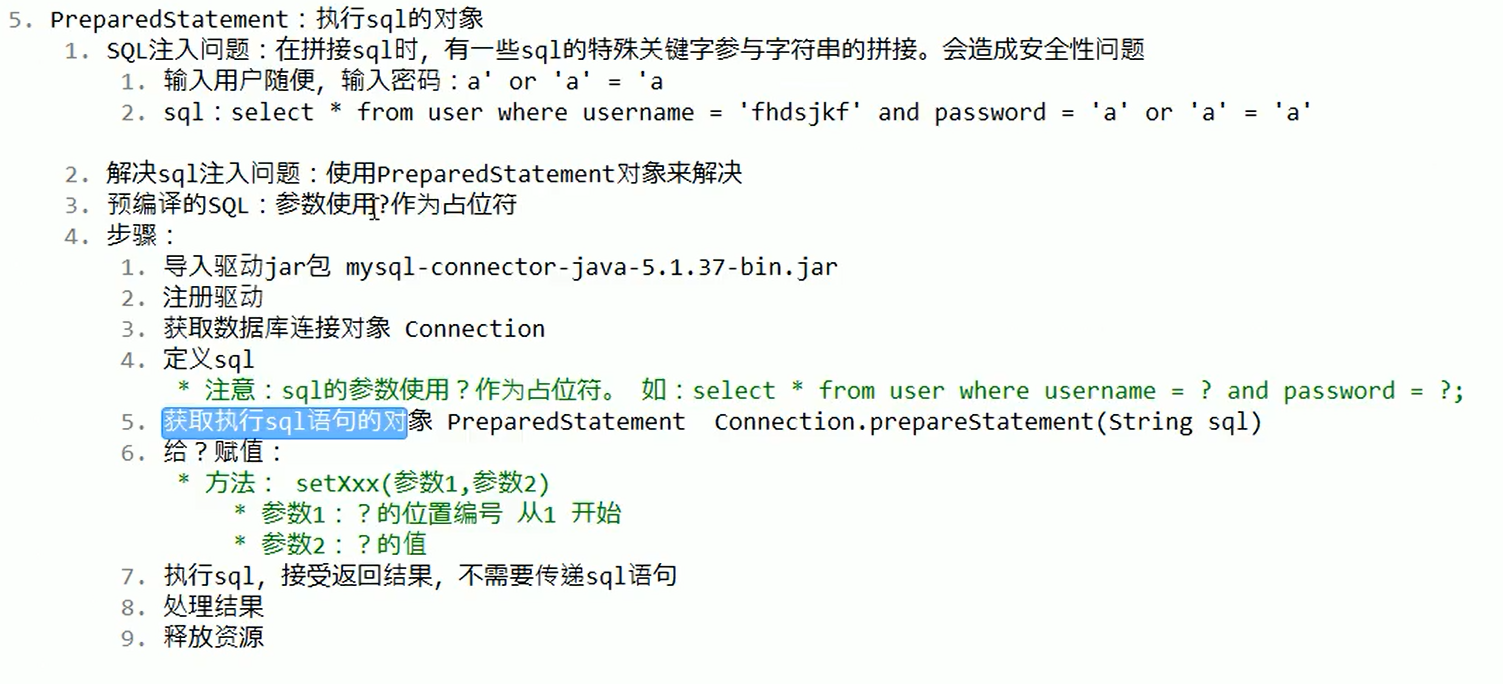 5. PreparedStatement：执行sql的对象
1. SQL注入问题：在拼接sql时，有一些sql的特殊关键字参与字符串的拼接。会造成安全性问题
1. 输入用户随便，输入密码：a' or 'a' = 'a
2. sql：select * from user where username = 'fhdsjkf' and password = 'a' or 'a' = 'a'
2. 解决sql注入问题：使用PreparedStatement对象来解决
3. 预编译的SQL：参数使用?作为占位符
4. 步骤：
1. 导入驱动jar包 mysql-connector-java-5.1.37-bin.jar
2. 注册驱动
3. 获取数据库连接对象 Connection
4. 定义sql
* 注意：sql的参数使用？作为占位符。 如：select * from user where username = ? and password = ?;
5. 获取执行sql语句的对象 PreparedStatement  Connection.prepareStatement(String sql)
6. 给？赋值：
* 方法： setXxx(参数1,参数2)
* 参数1：？的位置编号 从1 开始
* 参数2：？的值
7. 执行sql，接受返回结果，不需要传递sql语句
8. 处理结果
9. 释放资源